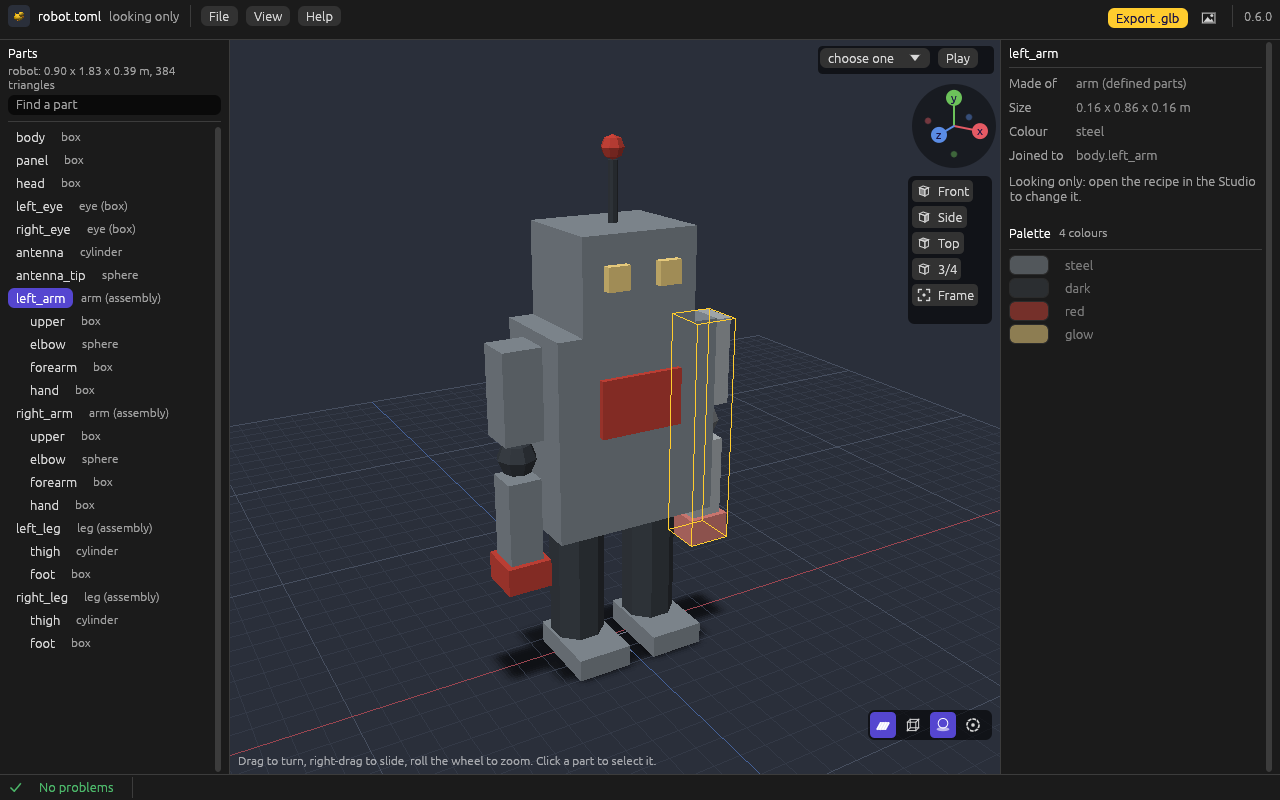 robot.toml looking only File View Help Export .glb 0.6.0
Parts
robot: 0.90 x 1.83 x 0.39 m, 384
triangles
Find a part
body box
panel box
head box
left_eye eye (box)
right_eye eye (box)
antenna cylinder
antenna_tip sphere
left_arm arm (assembly)
upper box
elbow sphere
forearm box
hand box
right_arm arm (assembly)
upper box
elbow sphere
forearm box
hand box
left_leg leg (assembly)
thigh cylinder
foot box
right_leg leg (assembly)
thigh cylinder
foot box
choose one Play
y
x
z
Front
Side
Top
3/4
Frame
Drag to turn, right-drag to slide, roll the wheel to zoom. Click a part to select it.
left_arm
Made of arm (defined parts)
Size 0.16 x 0.86 x 0.16 m
Colour steel
Joined to body.left_arm
Looking only: open the recipe in the Studio
to change it.
Palette 4 colours
steel
dark
red
glow
No problems